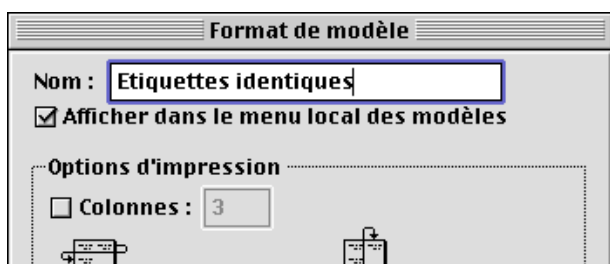 Format de modèle
Nom : Etiquettes identiques
Afficher dans le menu local des modèles
Options d'impression
Colonnes : 3